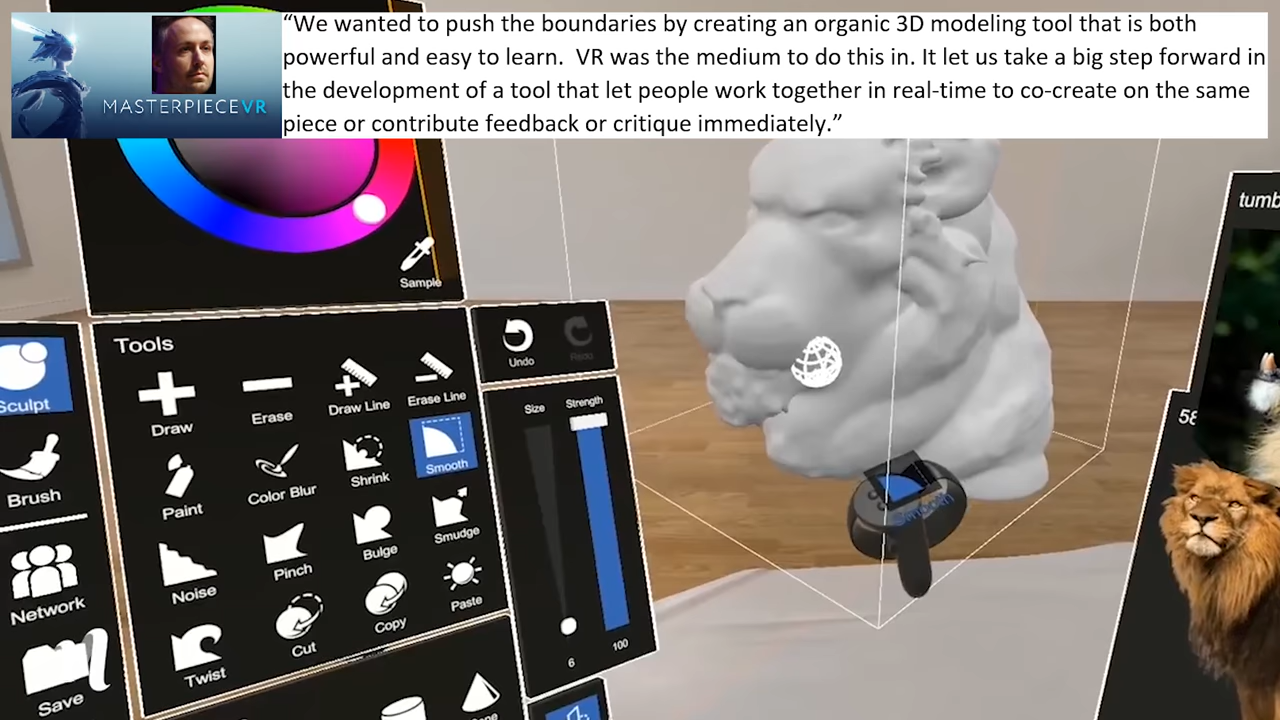 “We wanted to push the boundaries by creating an organic 3D modeling tool that is both
powerful and easy to learn.  VR was the medium to do this in. It let us take a big step forward in
the development of a tool that let people work together in real-time to co-create on the same
piece or contribute feedback or critique immediately.”
MASTERPIECEVR
Sample
Tools
Draw
Erase
Draw Line
Erase Line
Paint
Color Blur
Shrink
Smooth
Noise
Pinch
Bulge
Smudge
Twist
Cut
Copy
Paste
Undo
Redo
Size
Strength
6
100
Sculpt
Brush
Network
Save
Smooth
tumb
58